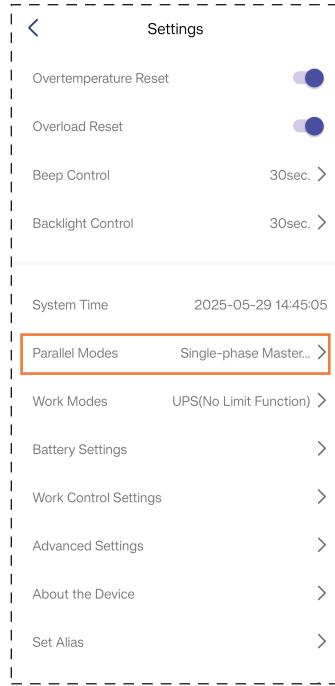 Settings
Overtemperature Reset
Overload Reset
Beep Control 30sec.
Backlight Control 30sec.
System Time 2025-05-29 14:45:05
Parallel Modes Single-phase Master...
Work Modes UPS(No Limit Function)
Battery Settings
Work Control Settings
Advanced Settings
About the Device
Set Alias